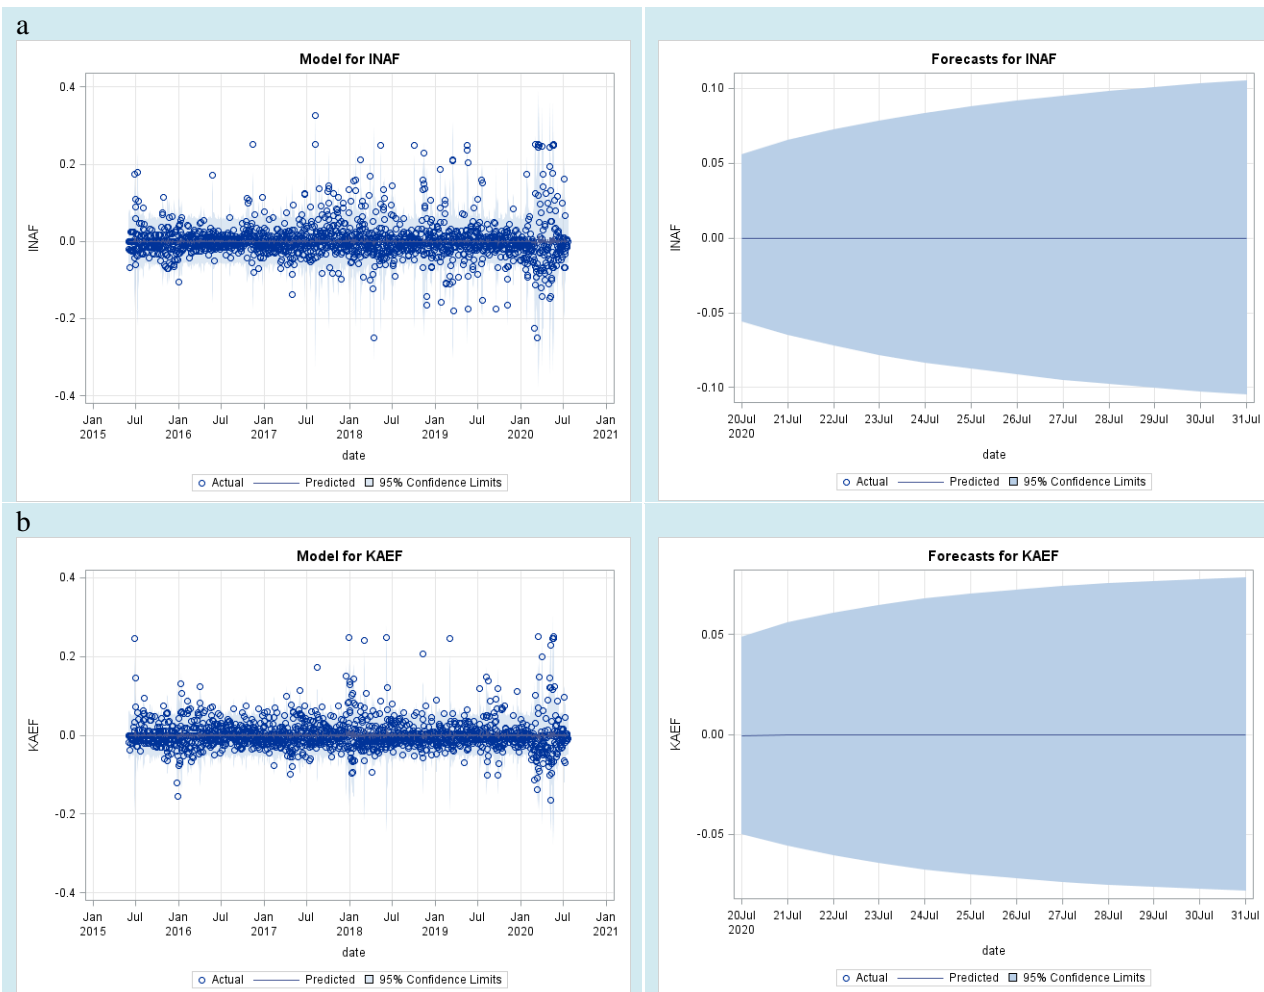 a
Model for INAF
0.4
0.2
0.0
-0.2
-0.4
INAF
Jan Jul Jan Jul Jan Jul Jan Jul Jan Jul Jan Jul Jan
2015 2016 2017 2018 2019 2020 2021
date
Actual Predicted 95% Confidence Limits
Forecasts for INAF
0.10
0.05
0.00
-0.05
-0.10
INAF
20Jul 21Jul 22Jul 23Jul 24Jul 25Jul 26Jul 27Jul 28Jul 29Jul 30Jul 31Jul
2020
date
Actual Predicted 95% Confidence Limits
b
Model for KAEF
0.4
0.2
0.0
-0.2
-0.4
KAEF
Jan Jul Jan Jul Jan Jul Jan Jul Jan Jul Jan Jul Jan
2015 2016 2017 2018 2019 2020 2021
date
Actual Predicted 95% Confidence Limits
Forecasts for KAEF
0.05
0.00
-0.05
KAEF
20Jul 21Jul 22Jul 23Jul 24Jul 25Jul 26Jul 27Jul 28Jul 29Jul 30Jul 31Jul
2020
date
Actual Predicted 95% Confidence Limits